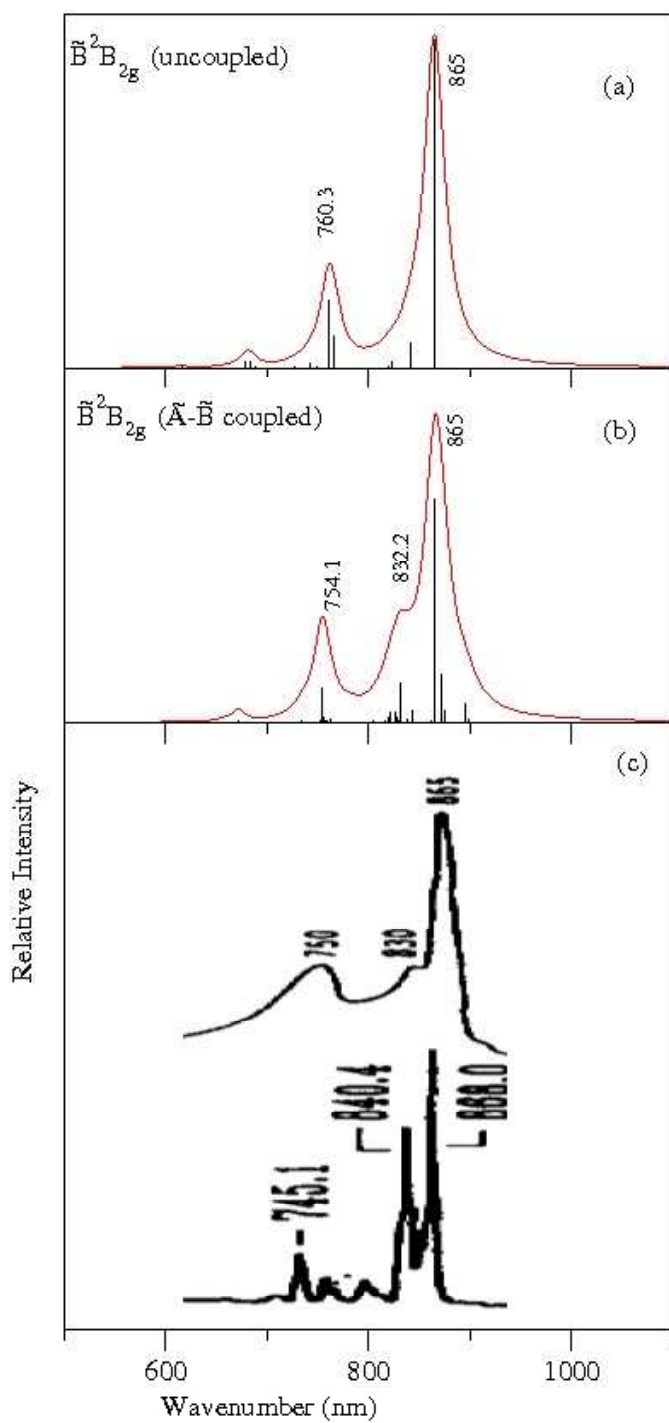 B̃ ²B₂g (uncoupled)
865
(a)
760.3
B̃ ²B₂g (Ã-B̃ coupled)
865
(b)
832.2
754.1
(c)
865
750
830
840.4
888.0
745.1
Relative Intensity
600
800
1000
Wavenumber (nm)